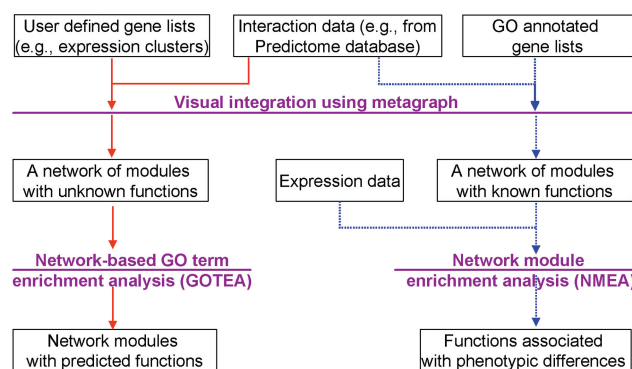 User defined gene lists
(e.g., expression clusters)
Interaction data (e.g., from
Predictome database)
GO annotated
gene lists
Visual integration using metagraph
A network of modules
with unknown functions
Expression data
A network of modules
with known functions
Network-based GO term
enrichment analysis (GOTEA)
Network module
enrichment analysis (NMEA)
Network modules
with predicted functions
Functions associated
with phenotypic differences